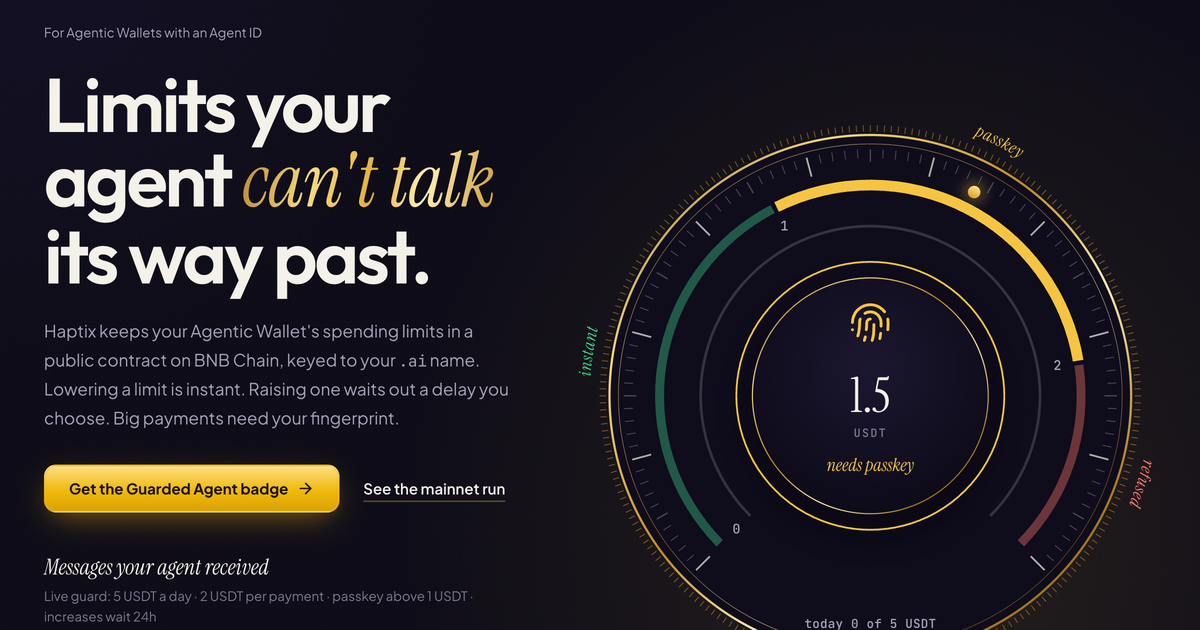 For Agentic Wallets with an Agent ID
Limits your
agent can't talk
its way past.
Haptix keeps your Agentic Wallet's spending limits in a
public contract on BNB Chain, keyed to your .ai name.
Lowering a limit is instant. Raising one waits out a delay you
choose. Big payments need your fingerprint.
Get the Guarded Agent badge →
See the mainnet run
Messages your agent received
Live guard: 5 USDT a day · 2 USDT per payment · passkey above 1 USDT ·
increases wait 24h
passkey
instant
refused
1
2
0
1.5
USDT
needs passkey
today 0 of 5 USDT